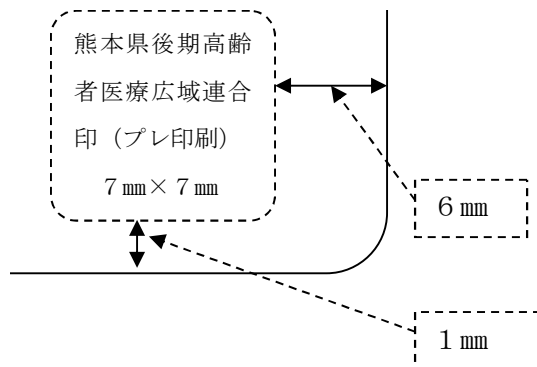 熊本県後期高齢
者医療広域連合
印（プレ印刷）
７㎜×７㎜
６㎜
１㎜